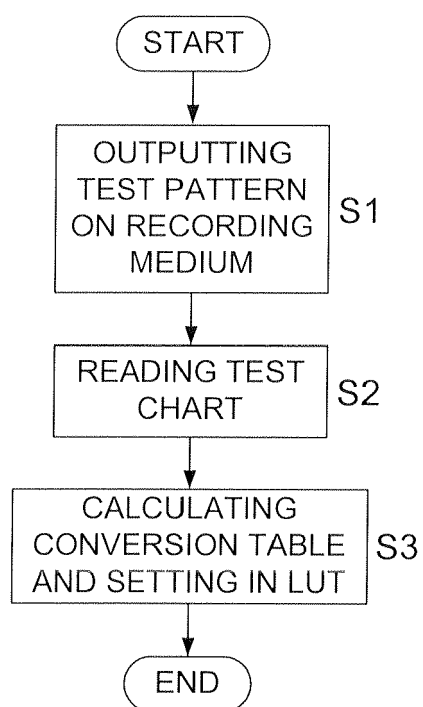 START
OUTPUTTING
TEST PATTERN
ON RECORDING
MEDIUM
S1
READING TEST
CHART
S2
CALCULATING
CONVERSION TABLE
AND SETTING IN LUT
S3
END